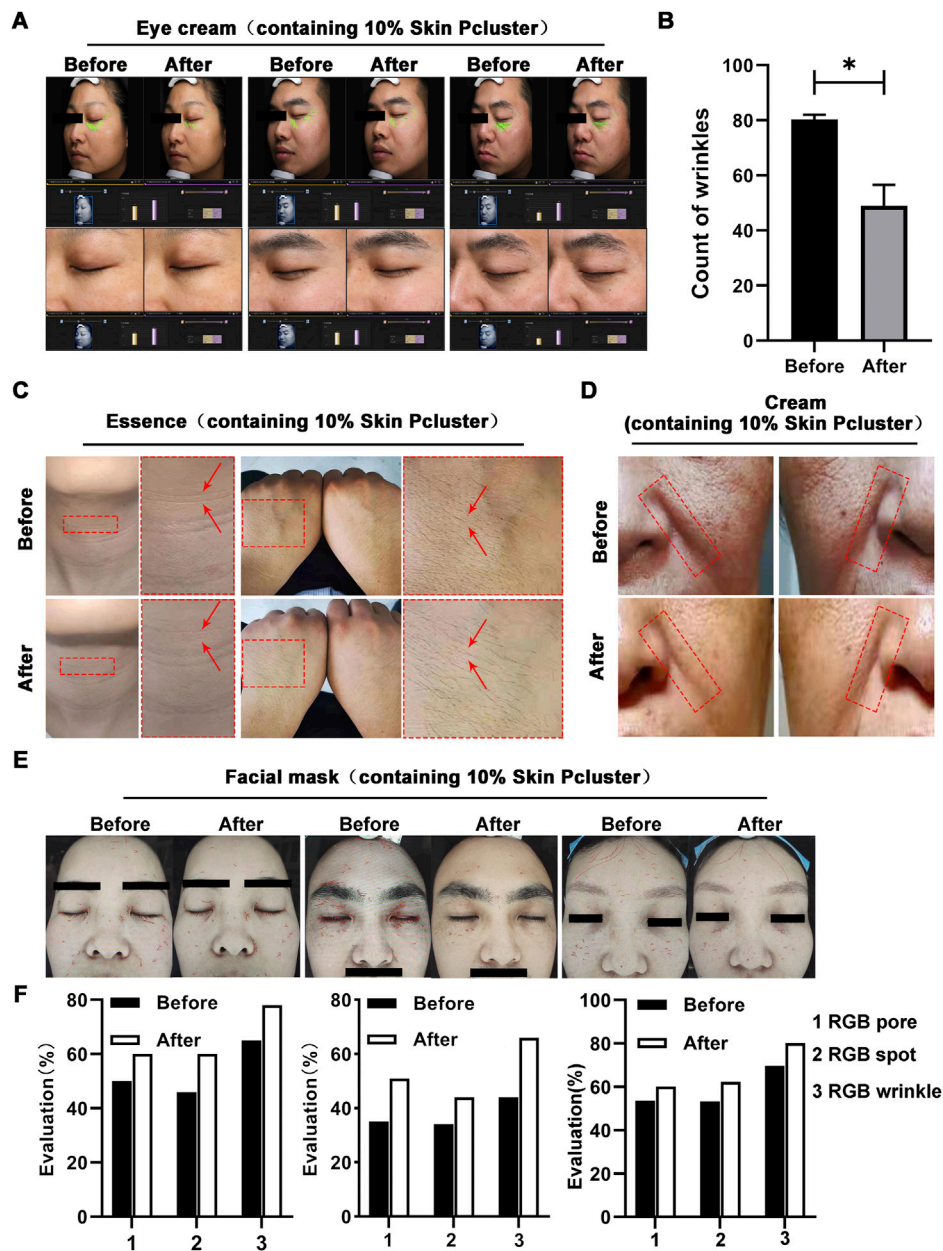 A
Eye cream（containing 10% Skin Pcluster）
Before After Before After Before After
B
Count of wrinkles
100
80
60
40
20
0
*
Before After
C
Essence（containing 10% Skin Pcluster）
Before
After
D
Cream
(containing 10% Skin Pcluster）
Before
After
E
Facial mask（containing 10% Skin Pcluster）
Before After Before After Before After
F
Evaluation（%）
80
60
40
20
0
Before
After
1 2 3
Evaluation（%）
80
60
40
20
0
Before
After
1 2 3
Evaluation(%)
100
80
60
40
20
0
Before
After
1 2 3
1 RGB pore
2 RGB spot
3 RGB wrinkle